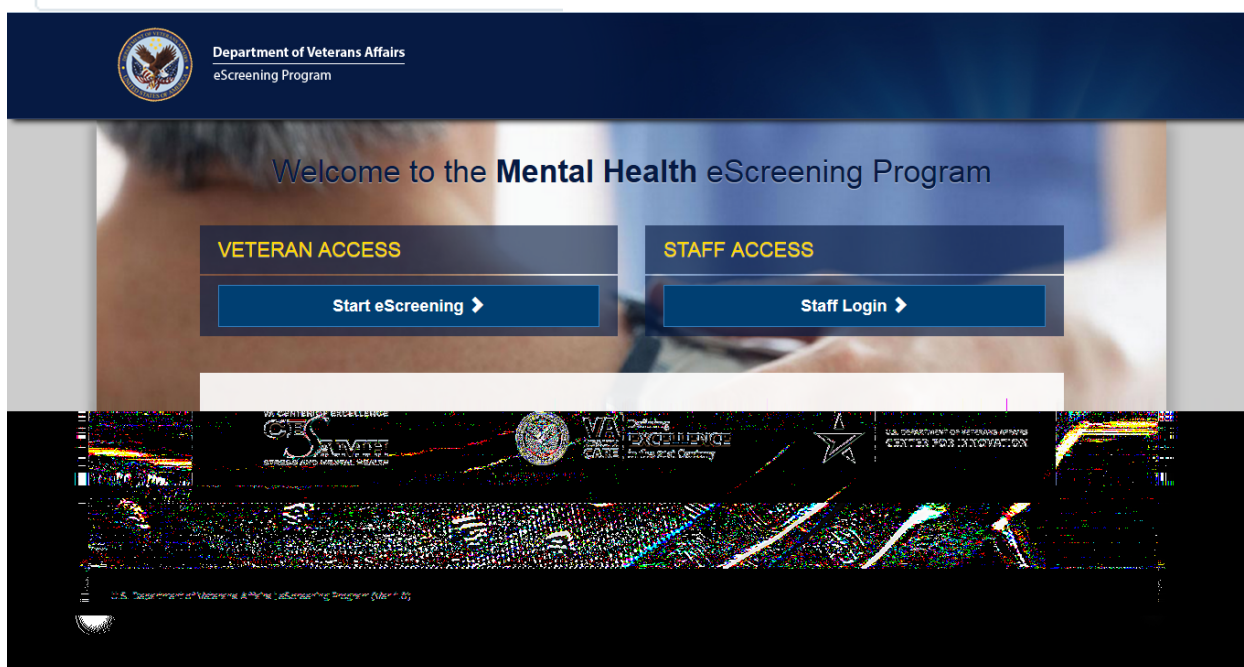 Department of Veterans Affairs
eScreening Program
Welcome to the Mental Health eScreening Program
VETERAN ACCESS
STAFF ACCESS
Start eScreening
Staff Login
VA CENTER OF EXCELLENCE
STRESS AND MENTAL HEALTH
VA
HEALTH
CARE
Defining
EXCELLENCE
in the 21st Century
U.S. DEPARTMENT OF VETERANS AFFAIRS
CENTER FOR INNOVATION
U.S. Department of Veterans Affairs | eScreening Program